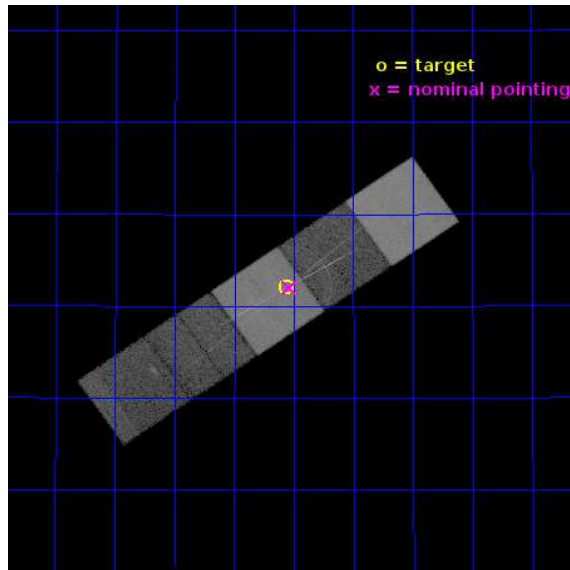 o = target
x = nominal pointing